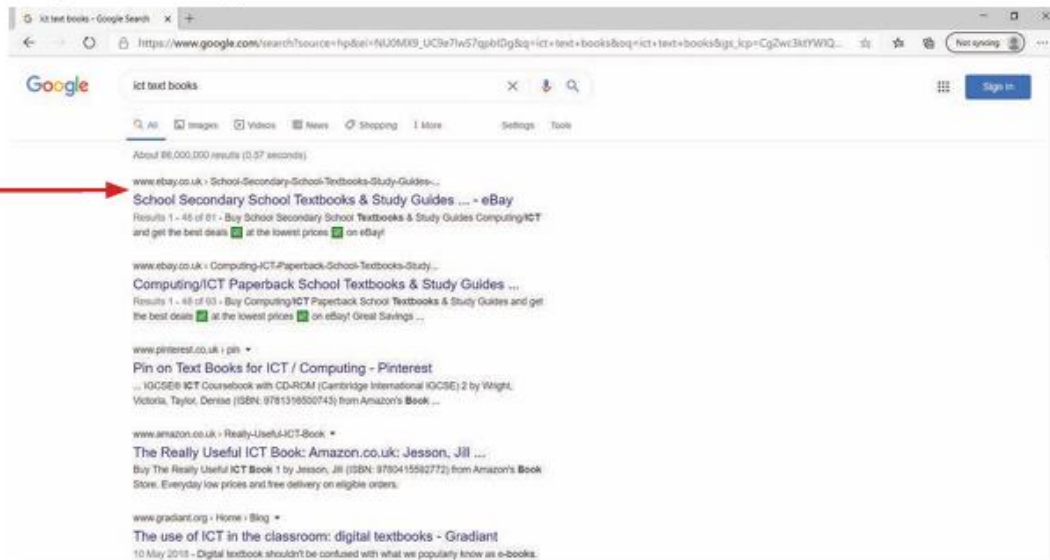 ict text books - Google Search
https://www.google.com/search?source=hp&ei=
Not syncing
Google
ict text books
Sign in
All Images Videos News Shopping More Settings Tools
About 86,000,000 results (0.57 seconds)
www.ebay.co.uk › School-Secondary-School-Textbooks-Study-Guides-...
School Secondary School Textbooks & Study Guides ... - eBay
Results 1 - 48 of 61 - Buy School Secondary School Textbooks & Study Guides Computing/ICT
and get the best deals ✅ at the lowest prices ✅ on eBay!
www.ebay.co.uk › Computing-ICT-Paperback-School-Textbooks-Study...
Computing/ICT Paperback School Textbooks & Study Guides ...
Results 1 - 48 of 63 - Buy Computing/ICT Paperback School Textbooks & Study Guides and get
the best deals ✅ at the lowest prices ✅ on eBay! Great Savings ...
www.pinterest.co.uk › pin
Pin on Text Books for ICT / Computing - Pinterest
... IGCSE® ICT Coursebook with CD-ROM (Cambridge International IGCSE) 2 by Wright,
Victoria, Taylor, Denise (ISBN: 9781316500743) from Amazon's Book ...
www.amazon.co.uk › Really-Useful-ICT-Book
The Really Useful ICT Book: Amazon.co.uk: Jesson, Jill ...
Buy The Really Useful ICT Book 1 by Jesson, Jill (ISBN: 9780415592772) from Amazon's Book
Store. Everyday low prices and free delivery on eligible orders.
www.gradiant.org › Home › Blog
The use of ICT in the classroom: digital textbooks - Gradiant
10 May 2018 - Digital textbook shouldn't be confused with what we popularly know as e-books.